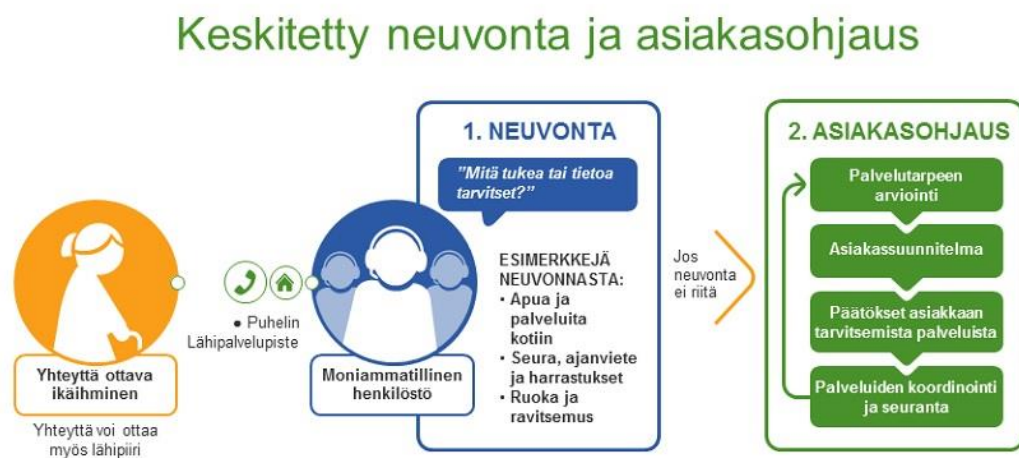 Keskitetty neuvonta ja asiakasohjaus
Yhteyttä ottava
ikäihminen
Yhteyttä voi ottaa
myös lähipiiri
• Puhelin
Lähipalvelupiste
Moniammatillinen
henkilöstö
1. NEUVONTA
"Mitä tukea tai tietoa
tarvitset?"
ESIMERKKEJÄ
NEUVONNASTA:
• Apua ja
palveluita
kotiin
• Seura, ajanviete
ja harrastukset
• Ruoka ja
ravitsemus
Jos
neuvonta
ei riitä
2. ASIAKASOHJAUS
Palvelutarpeen
arviointi
Asiakassuunnitelma
Päätökset asiakkaan
tarvitsemista palveluista
Palveluiden koordinointi
ja seuranta